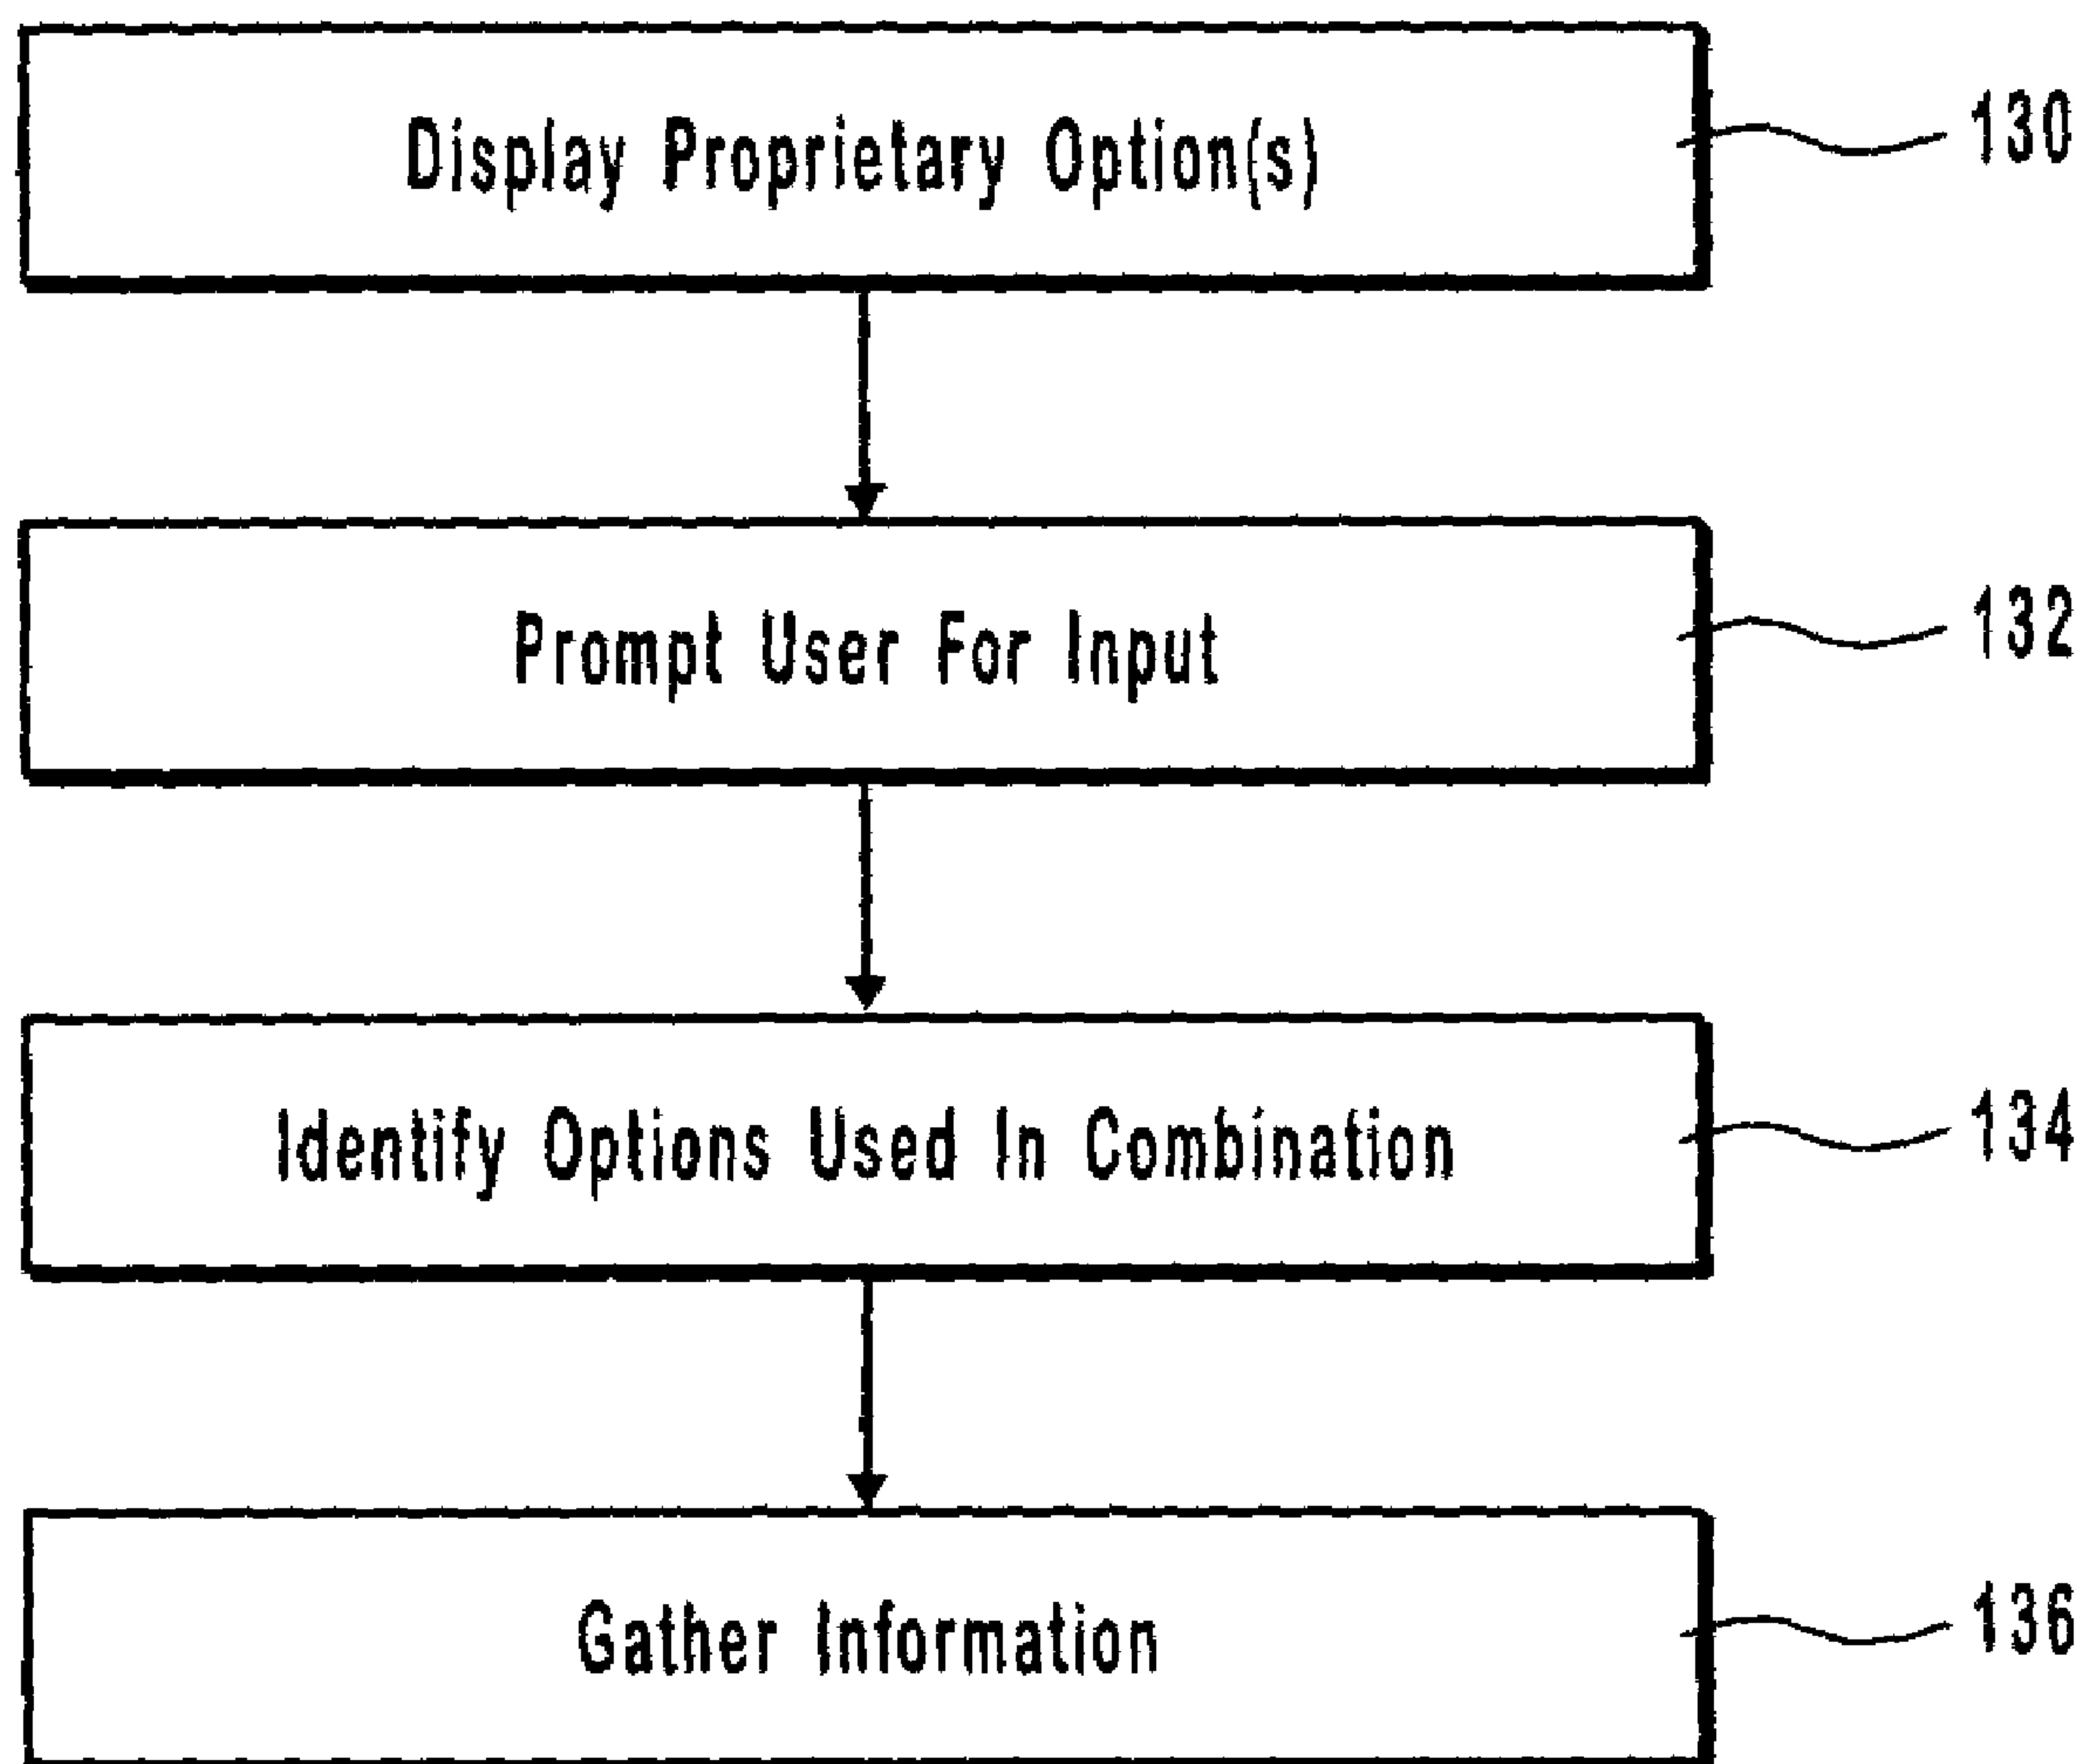 Display Proprietary Option(s)
130
Prompt User For Input
132
Identify Options Used In Combination
134
Gather Information
136